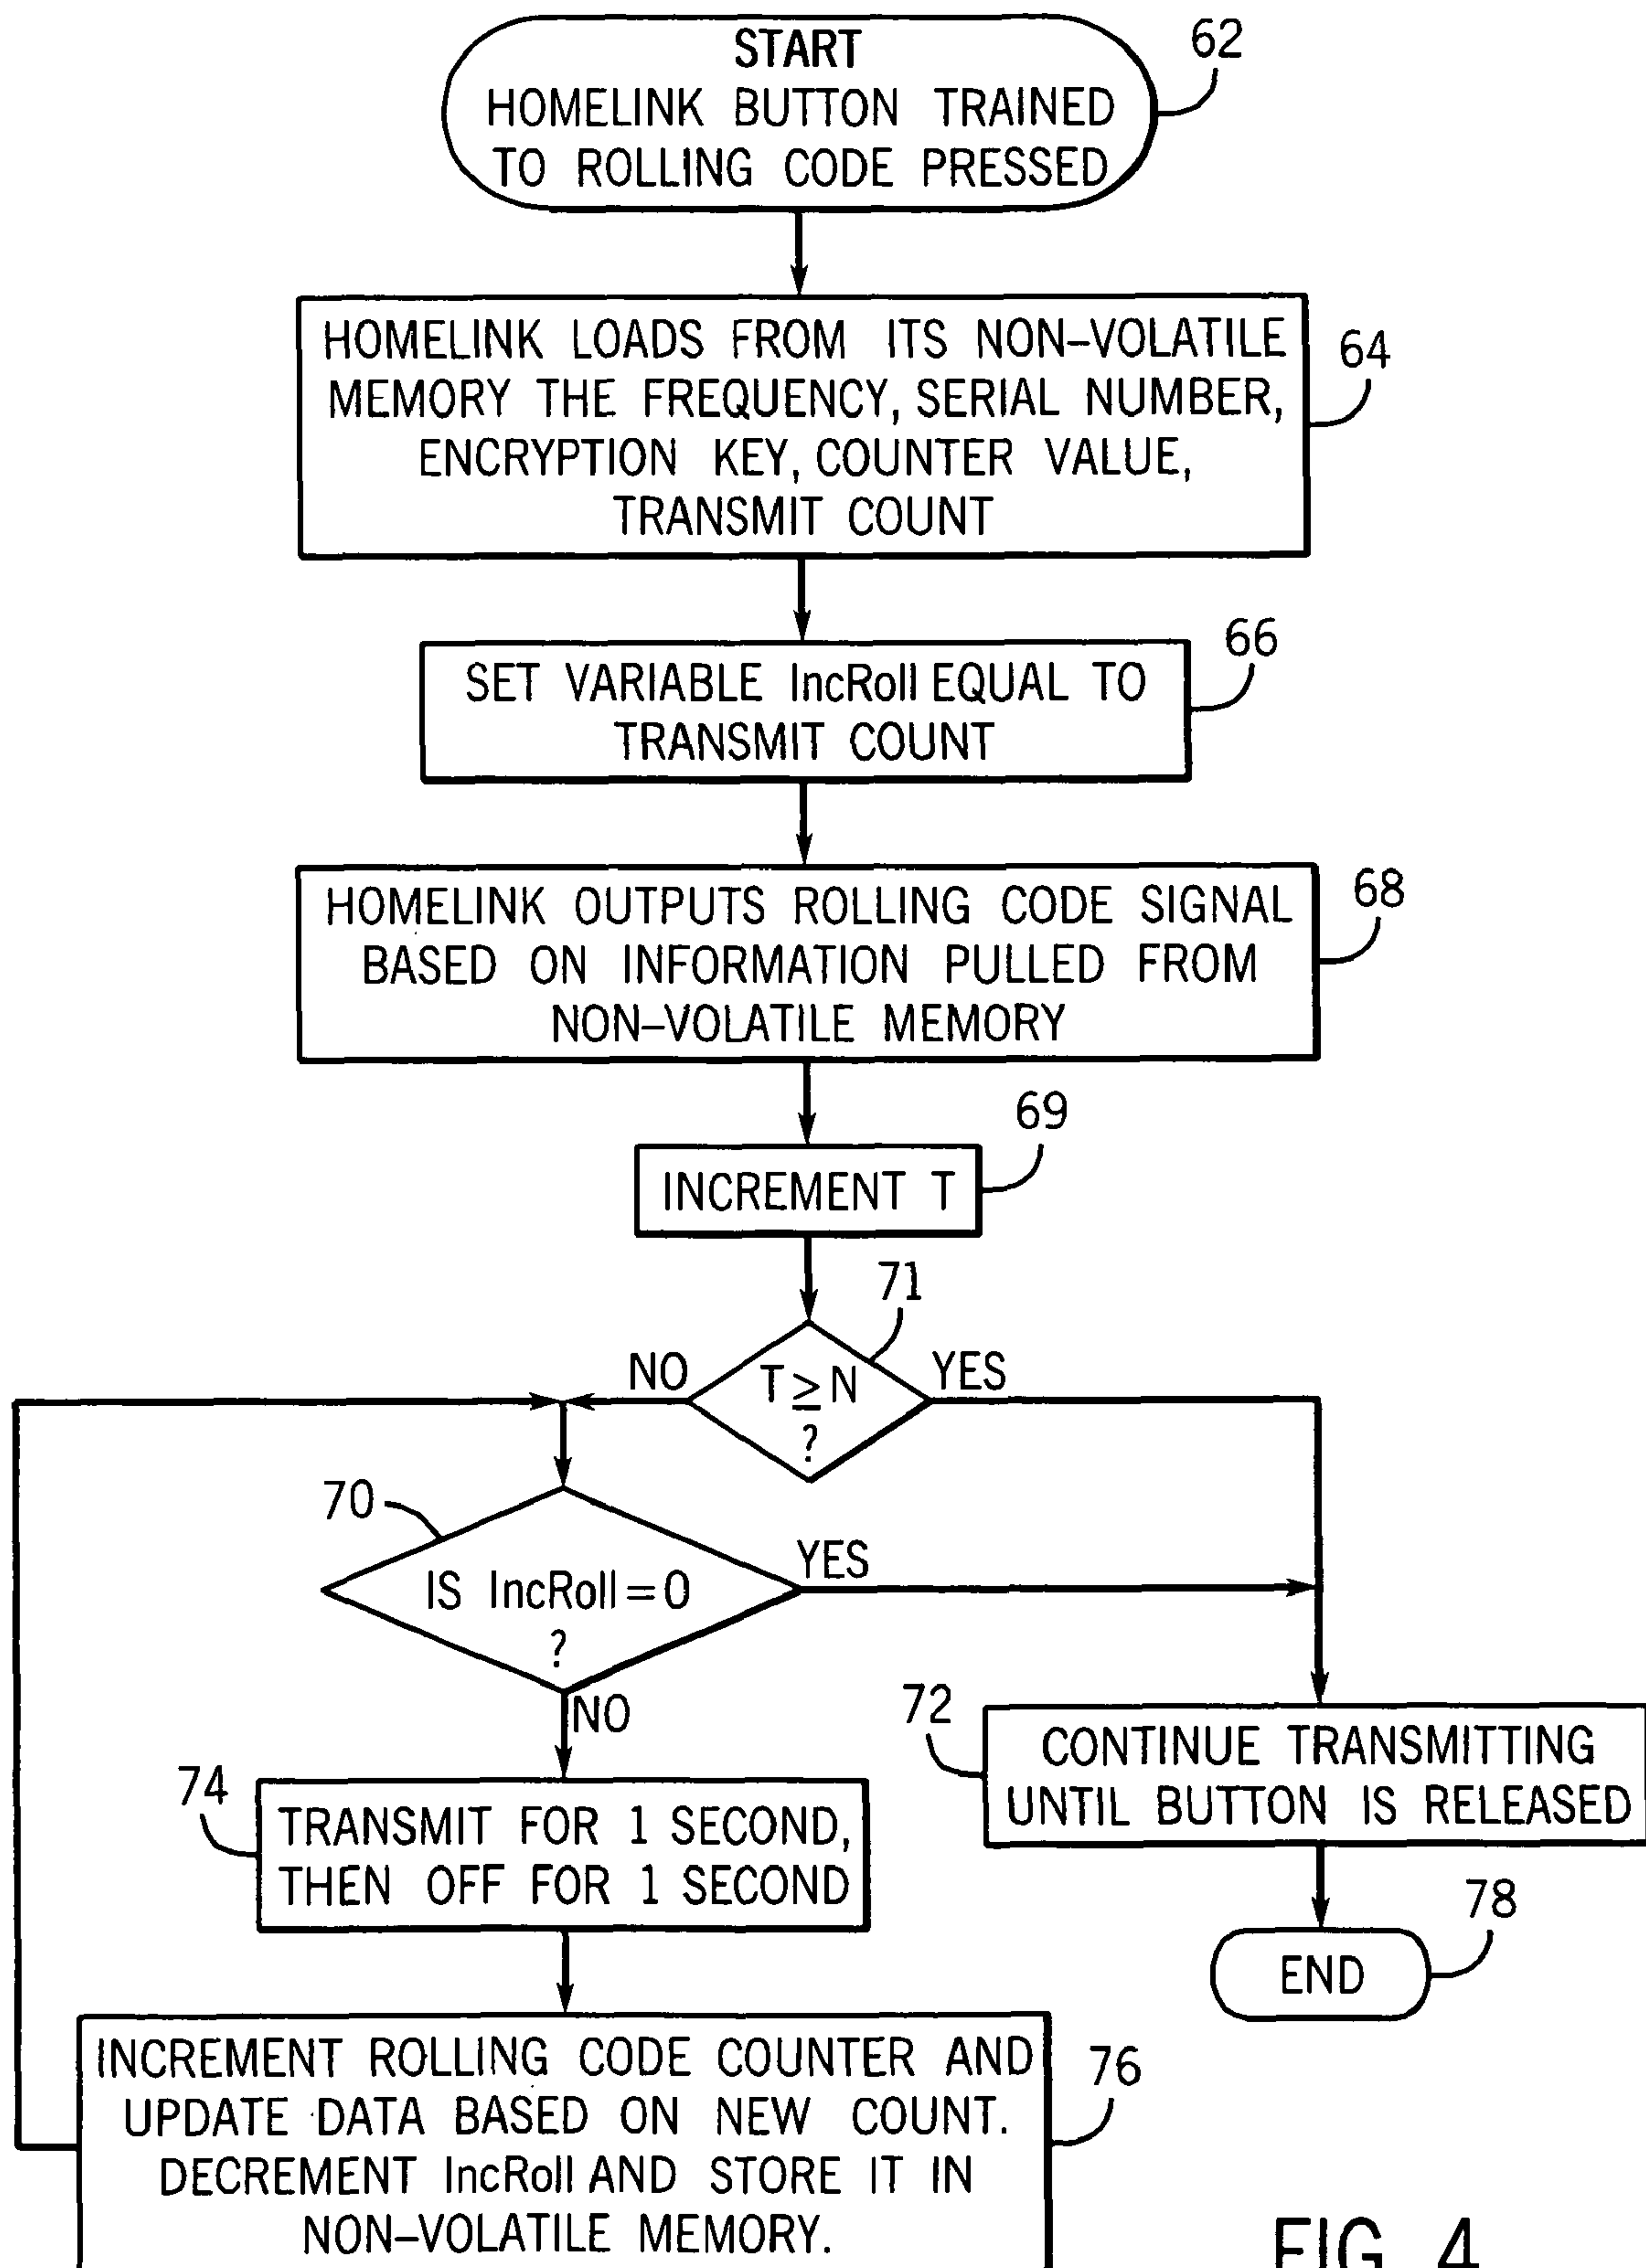 START
HOMELINK BUTTON TRAINED
TO ROLLING CODE PRESSED
62
HOMELINK LOADS FROM ITS NON–VOLATILE
MEMORY THE FREQUENCY, SERIAL NUMBER,
ENCRYPTION KEY, COUNTER VALUE,
TRANSMIT COUNT
64
SET VARIABLE IncRoll EQUAL TO
TRANSMIT COUNT
66
HOMELINK OUTPUTS ROLLING CODE SIGNAL
BASED ON INFORMATION PULLED FROM
NON–VOLATILE MEMORY
68
INCREMENT T
69
71
NO
T ≥ N
?
YES
70
IS IncRoll = 0
?
YES
NO
72
CONTINUE TRANSMITTING
UNTIL BUTTON IS RELEASED
74
TRANSMIT FOR 1 SECOND,
THEN OFF FOR 1 SECOND
78
END
INCREMENT ROLLING CODE COUNTER AND
UPDATE DATA BASED ON NEW COUNT.
DECREMENT IncRoll AND STORE IT IN
NON–VOLATILE MEMORY.
76
FIG. 4